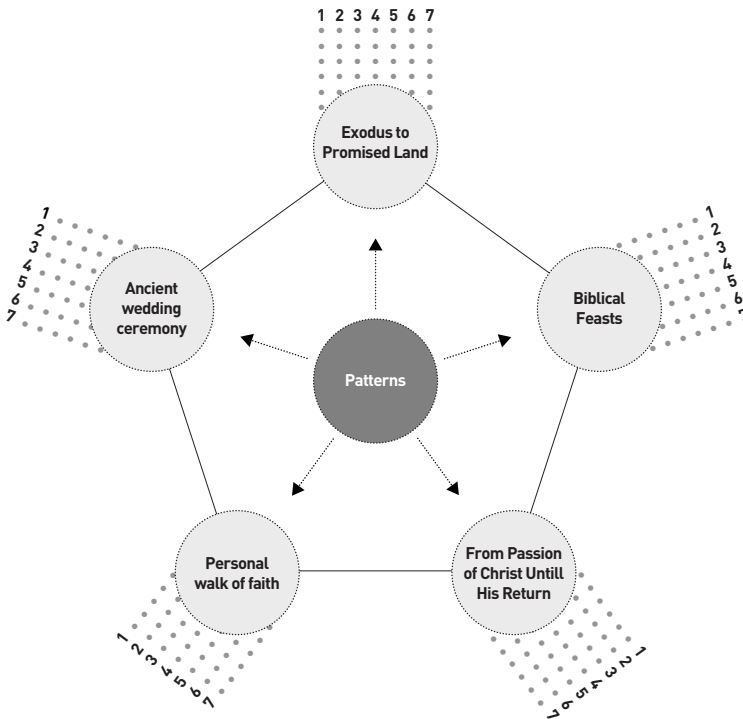 1 2 3 4 5 6 7
Exodus to
Promised Land
1
2
3
4
5
6
7
Ancient
wedding
ceremony
1
2
3
4
5
6
7
Biblical
Feasts
Patterns
Personal
walk of faith
1
2
3
4
5
6
7
From Passion
of Christ Untill
His Return
1
2
3
4
5
6
7